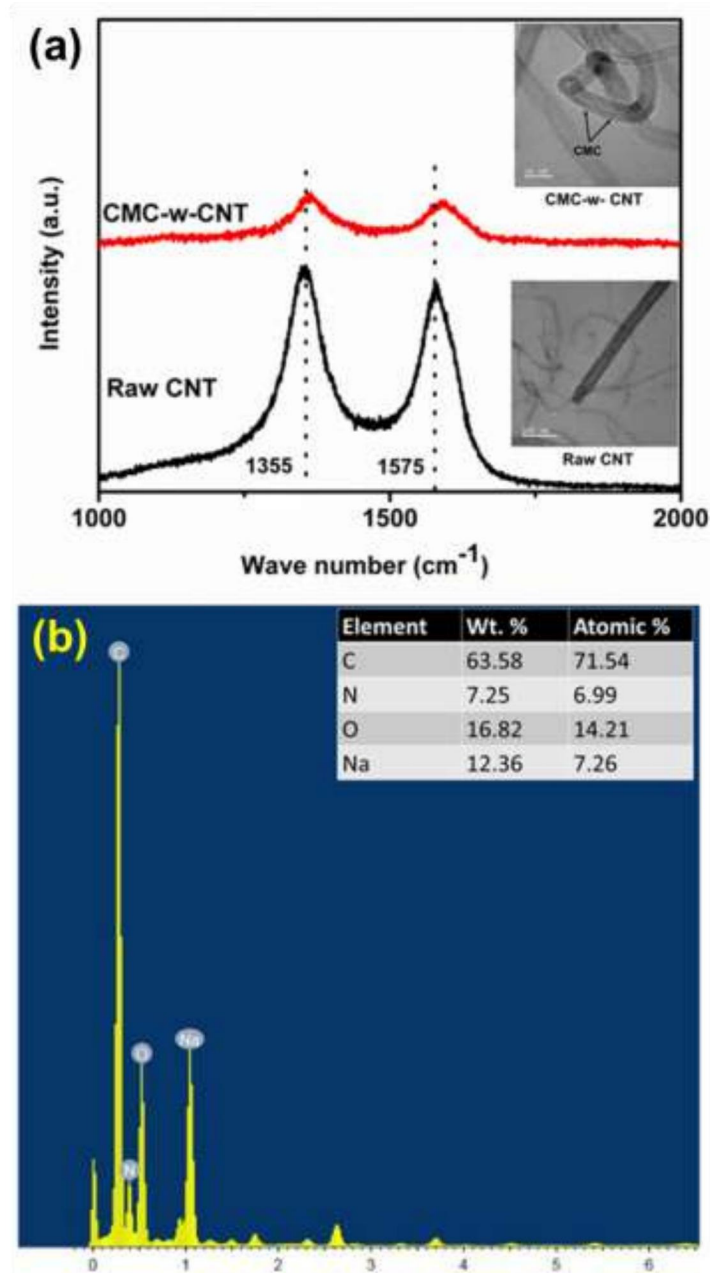 (a)
CMC
CMC-w- CNT
CMC-w-CNT
Raw CNT
Raw CNT
1355
1575
Intensity (a.u.)
1000
1500
2000
Wave number (cm⁻¹)
(b)
Element Wt. % Atomic %
C 63.58 71.54
N 7.25 6.99
O 16.82 14.21
Na 12.36 7.26
C
N
O
Na
0 1 2 3 4 5 6